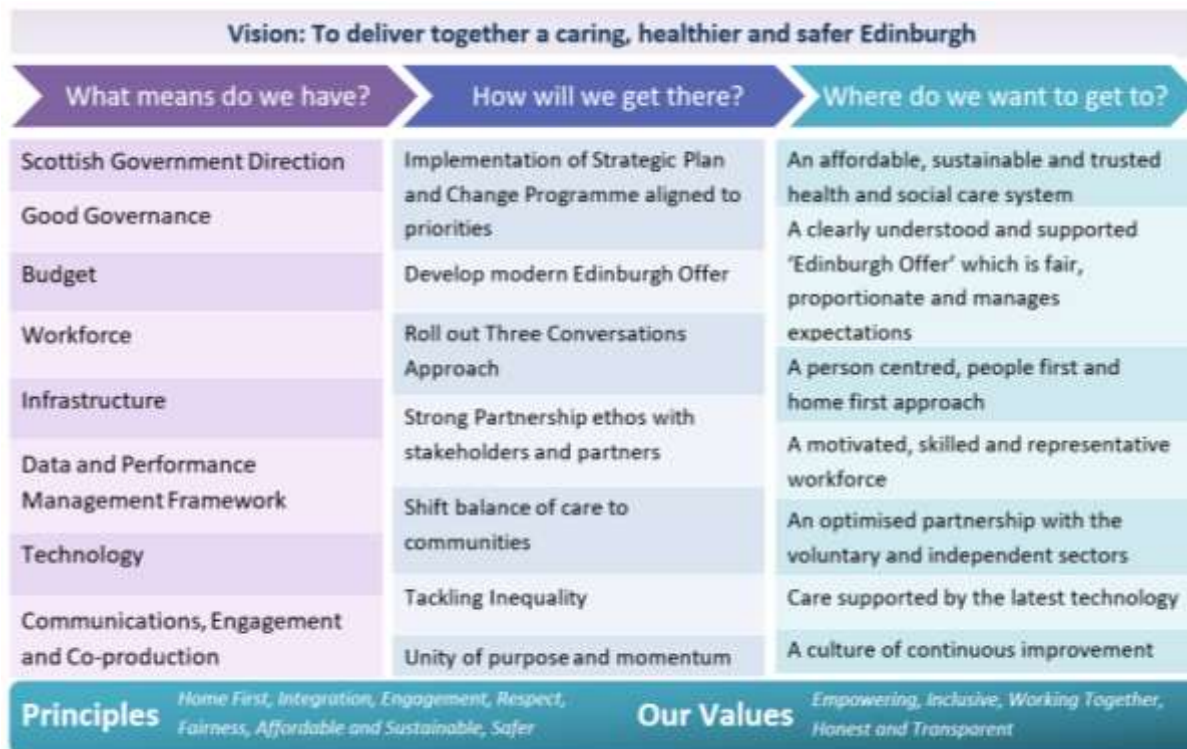 Vision: To deliver together a caring, healthier and safer Edinburgh
What means do we have?
How will we get there?
Where do we want to get to?
Scottish Government Direction
Good Governance
Budget
Workforce
Infrastructure
Data and Performance
Management Framework
Technology
Communications, Engagement
and Co-production
Implementation of Strategic Plan
and Change Programme aligned to
priorities
Develop modern Edinburgh Offer
Roll out Three Conversations
Approach
Strong Partnership ethos with
stakeholders and partners
Shift balance of care to
communities
Tackling Inequality
Unity of purpose and momentum
An affordable, sustainable and trusted
health and social care system
A clearly understood and supported
‘Edinburgh Offer’ which is fair,
proportionate and manages
expectations
A person centred, people first and
home first approach
A motivated, skilled and representative
workforce
An optimised partnership with the
voluntary and independent sectors
Care supported by the latest technology
A culture of continuous improvement
Principles
Home First, Integration, Engagement, Respect,
Fairness, Affordable and Sustainable, Safer
Our Values
Empowering, Inclusive, Working Together,
Honest and Transparent